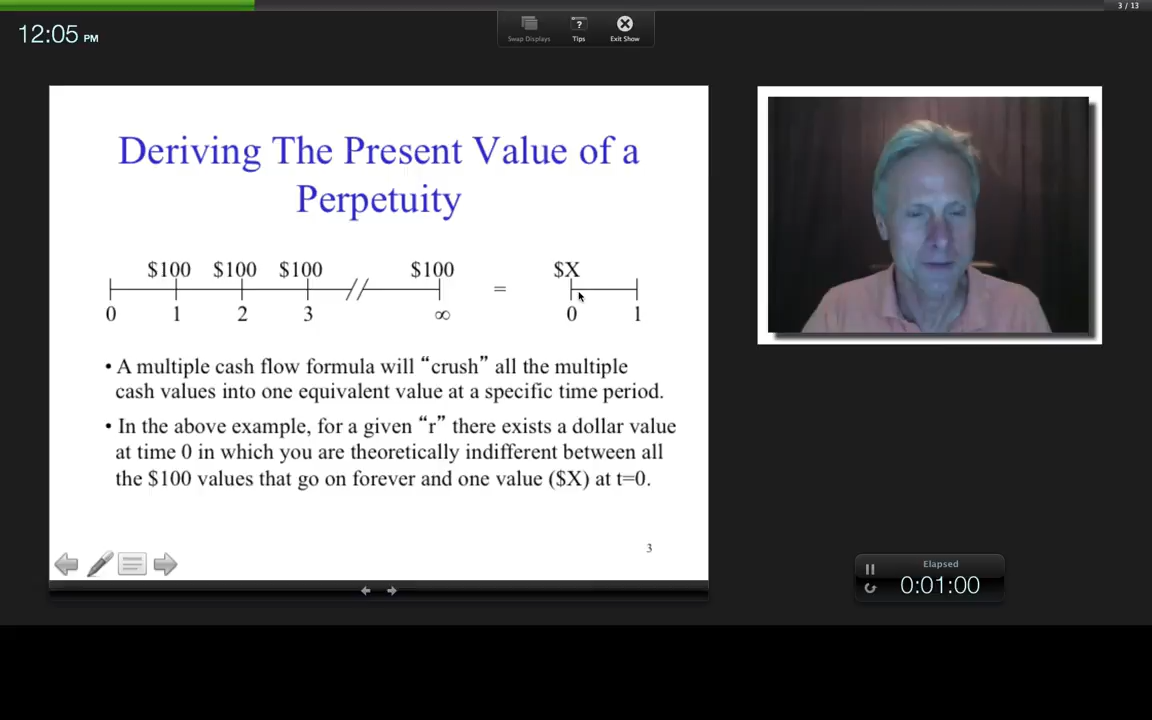 3 / 13
12:05 PM
Swap Displays
?
Tips
Exit Show
Deriving The Present Value of a
Perpetuity
$100 $100 $100 $100 $X
=
0 1 2 3 ∞ 0 1
• A multiple cash flow formula will “crush” all the multiple
cash values into one equivalent value at a specific time period.
• In the above example, for a given “r” there exists a dollar value
at time 0 in which you are theoretically indifferent between all
the $100 values that go on forever and one value ($X) at t=0.
3
Elapsed
0:01:00